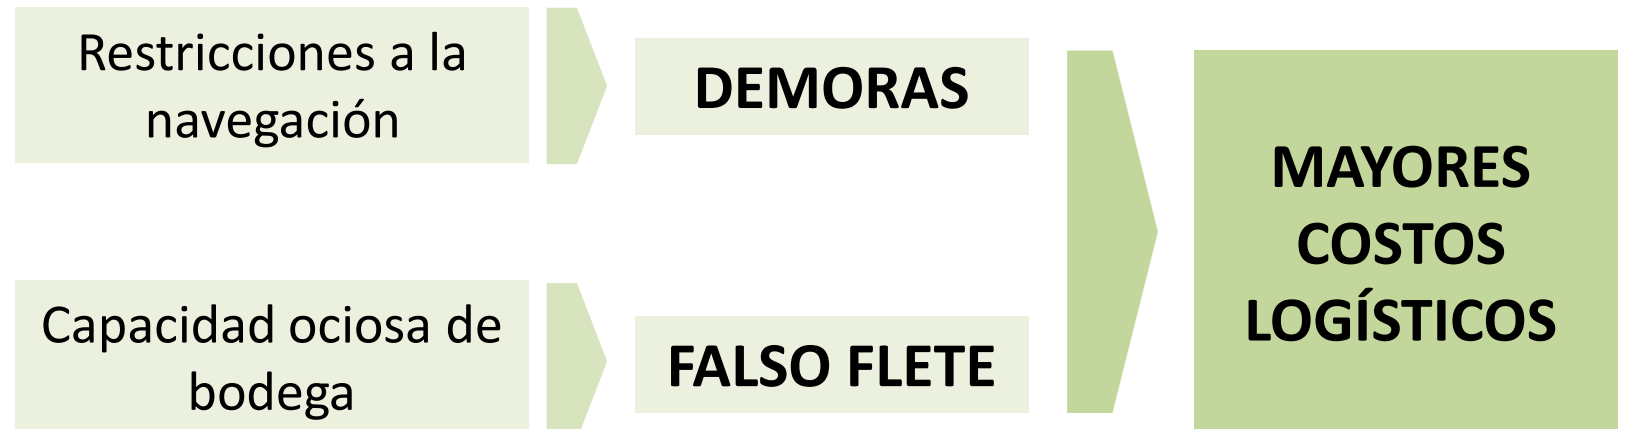 Restricciones a la
navegación
DEMORAS
Capacidad ociosa de
bodega
FALSO FLETE
MAYORES
COSTOS
LOGÍSTICOS